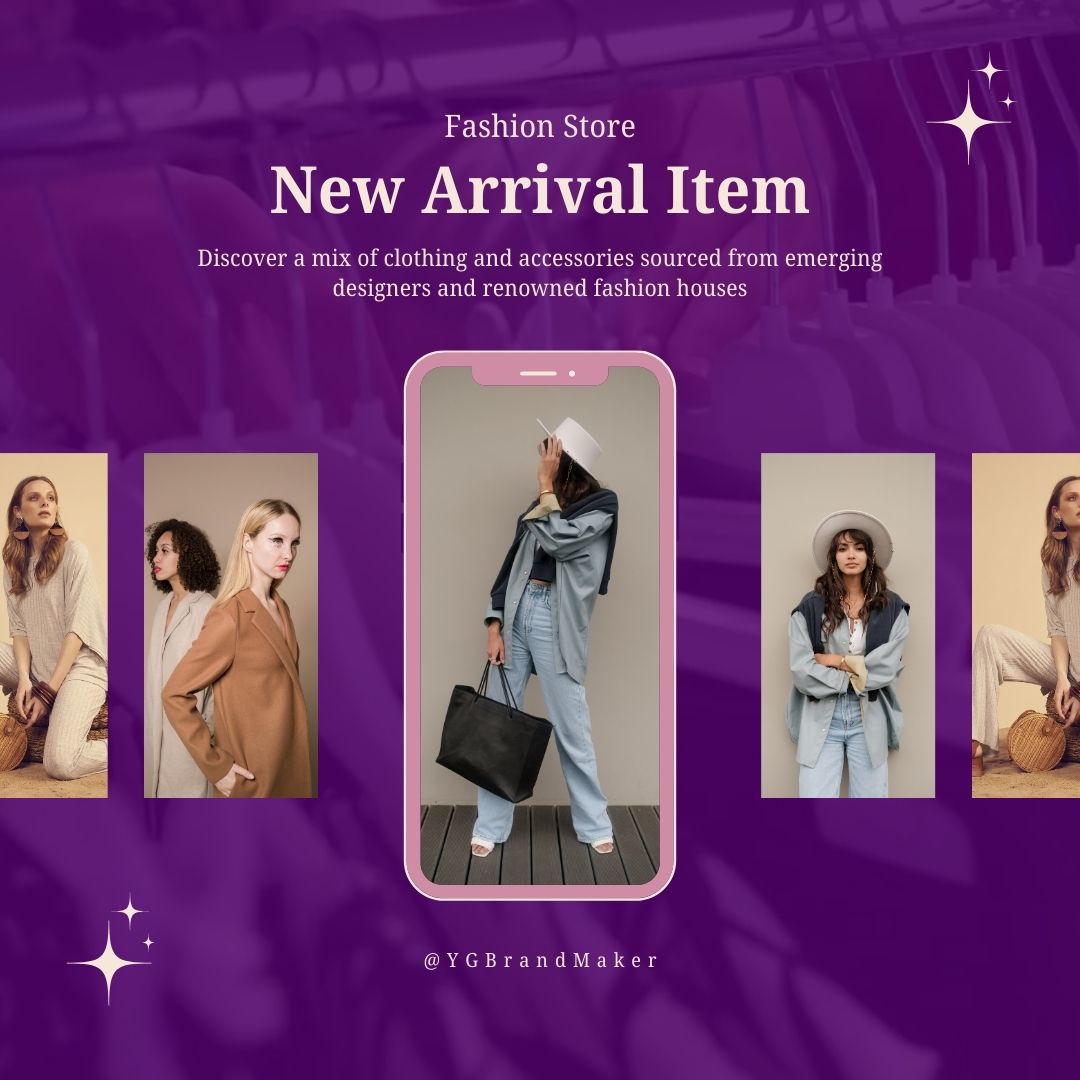 Fashion Store
New Arrival Item
Discover a mix of clothing and accessories sourced from emerging
designers and renowned fashion houses
@YGBrandMaker